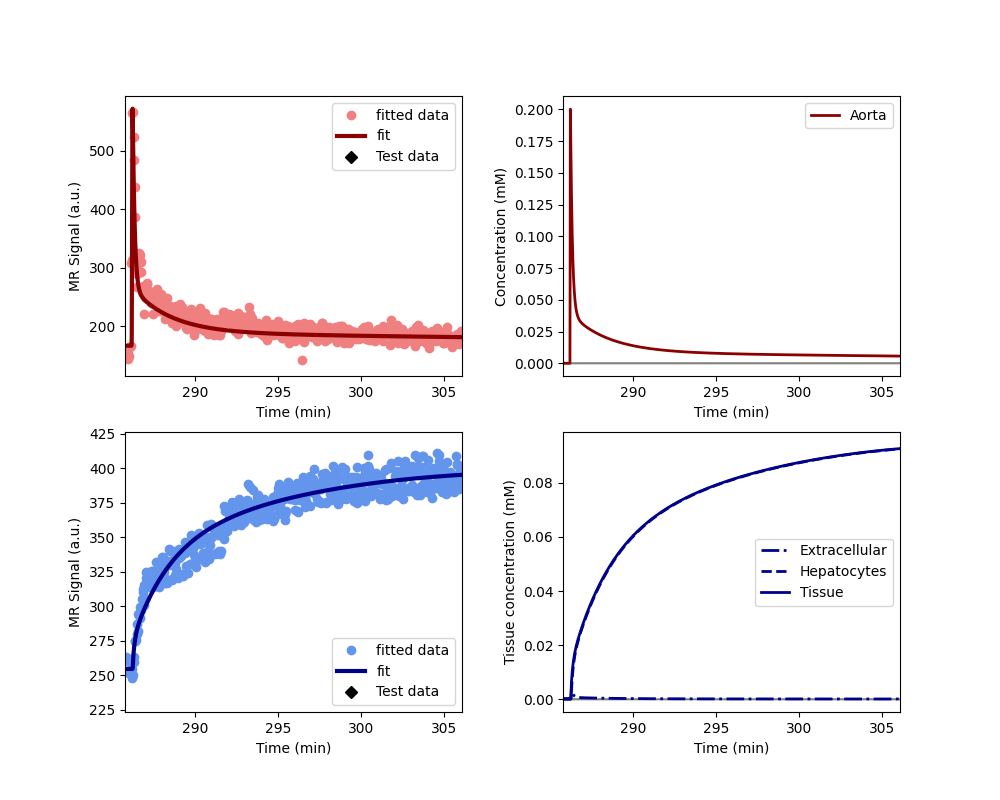 500
400
300
200
MR Signal (a.u.)
fitted data
fit
Test data
290
295
300
305
Time (min)
0.200
0.175
0.150
0.125
0.100
0.075
0.050
0.025
0.000
Concentration (mM)
Aorta
290
295
300
305
Time (min)
425
400
375
350
325
300
275
250
225
MR Signal (a.u.)
fitted data
fit
Test data
290
295
300
305
Time (min)
0.08
0.06
0.04
0.02
0.00
Tissue concentration (mM)
Extracellular
Hepatocytes
Tissue
290
295
300
305
Time (min)